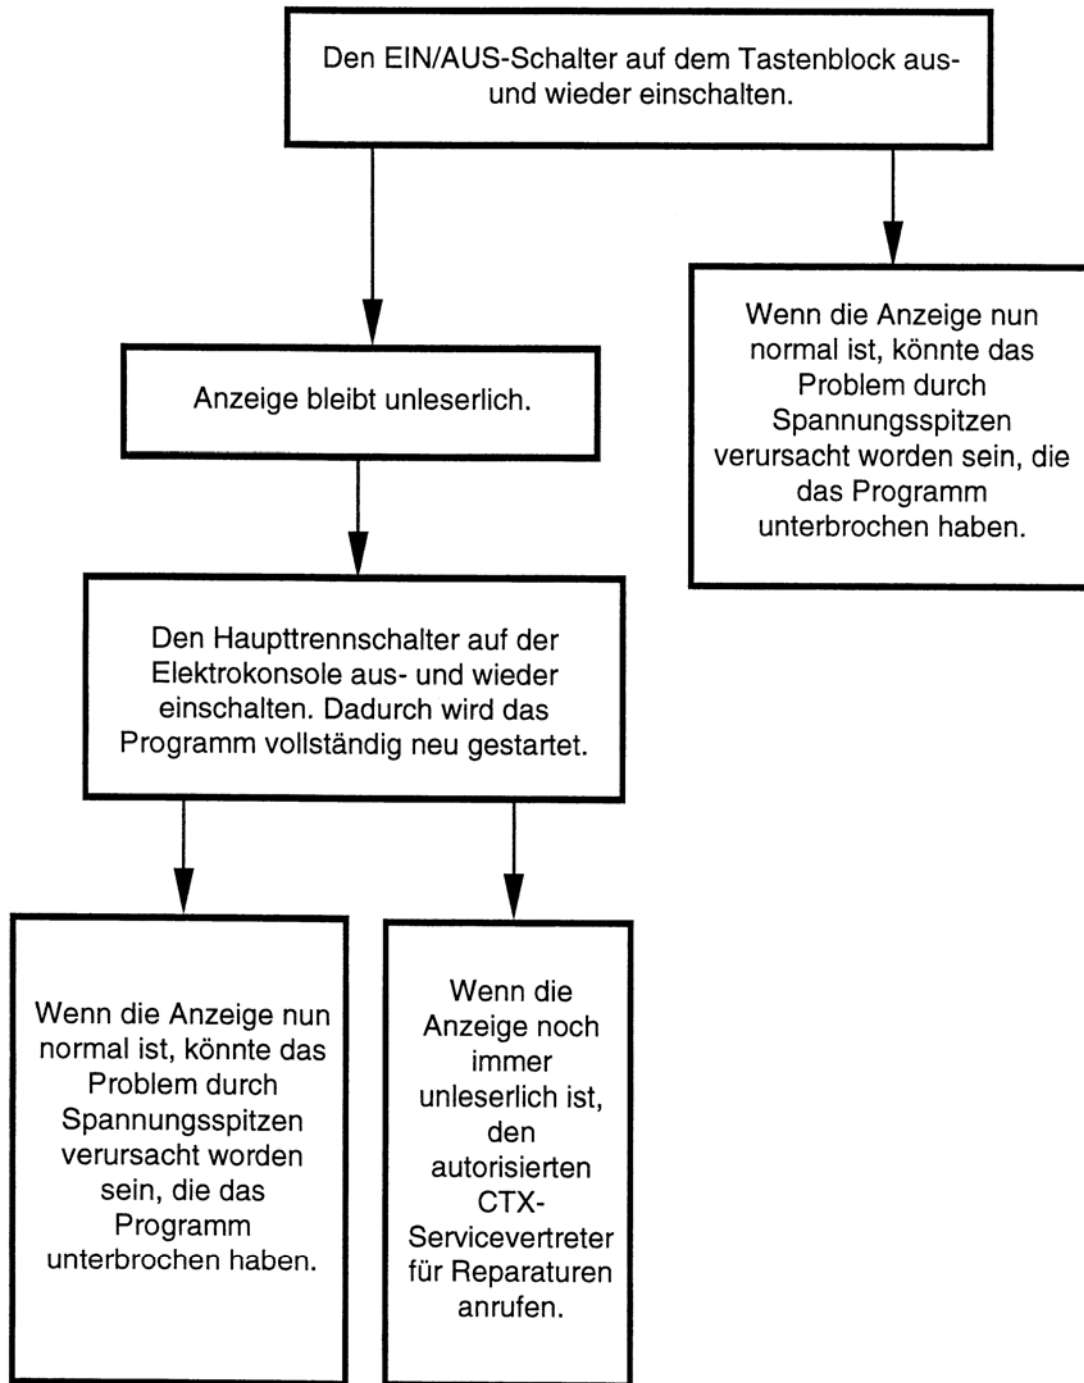 Den EIN/AUS-Schalter auf dem Tastenblock aus-
und wieder einschalten.
Anzeige bleibt unleserlich.
Wenn die Anzeige nun
normal ist, könnte das
Problem durch
Spannungsspitzen
verursacht worden sein, die
das Programm
unterbrochen haben.
Den Haupttrennschalter auf der
Elektrokonsole aus- und wieder
einschalten. Dadurch wird das
Programm vollständig neu gestartet.
Wenn die Anzeige nun
normal ist, könnte das
Problem durch
Spannungsspitzen
verursacht worden
sein, die das
Programm
unterbrochen haben.
Wenn die
Anzeige noch
immer
unleserlich ist,
den
autorisierten
CTX-
Servicevertreter
für Reparaturen
anrufen.